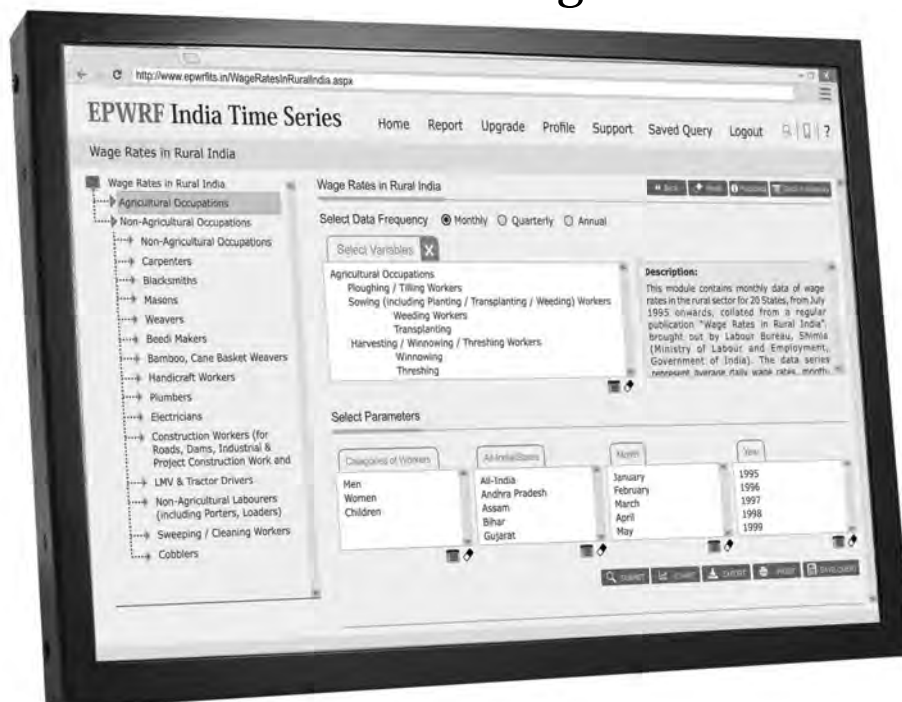 http://www.epwrfits.in/WageRatesInRuralIndia.aspx
EPWRF India Time Series
Home Report Upgrade Profile Support Saved Query Logout ?
Wage Rates in Rural India
Wage Rates in Rural India
Agricultural Occupations
Non-Agricultural Occupations
Non-Agricultural Occupations
Carpenters
Blacksmiths
Masons
Weavers
Beedi Makers
Bamboo, Cane Basket Weavers
Handicraft Workers
Plumbers
Electricians
Construction Workers (for
Roads, Dams, Industrial &
Project Construction Work and
LMV & Tractor Drivers
Non-Agricultural Labourers
(including Porters, Loaders)
Sweeping / Cleaning Workers
Cobblers
Wage Rates in Rural India
Select Data Frequency Monthly Quarterly Annual
Select Variables X
Agricultural Occupations
Ploughing / Tilling Workers
Sowing (including Planting / Transplanting / Weeding) Workers
Weeding Workers
Transplanting
Harvesting / Winnowing / Threshing Workers
Winnowing
Threshing
Description:
This module contains monthly data of wage
rates in the rural sector for 20 States, from July
1995 onwards, collated from a regular
publication "Wage Rates in Rural India",
brought out by Labour Bureau, Shimla
(Ministry of Labour and Employment,
Government of India). The data series
represent average daily wage rates, month
Select Parameters
Categories of Workers
Men
Women
Children
All-India/States
All-India
Andhra Pradesh
Assam
Bihar
Gujarat
Month
January
February
March
April
May
Year
1995
1996
1997
1998
1999
SUBMIT CHART EXPORT PRINT SAVE QUERY